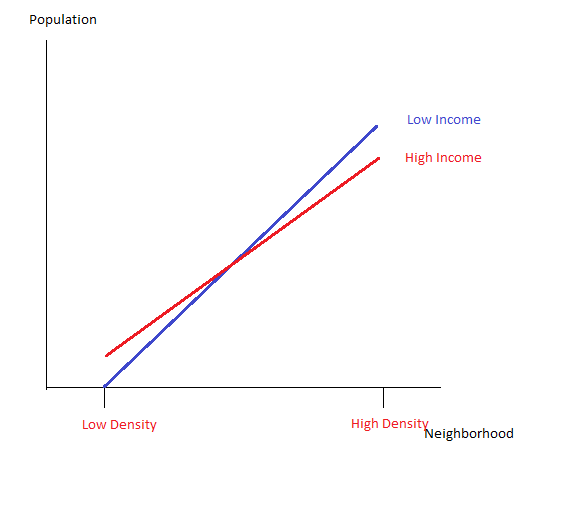 Population
Low Income
High Income
Low Density
High Density
Neighborhood